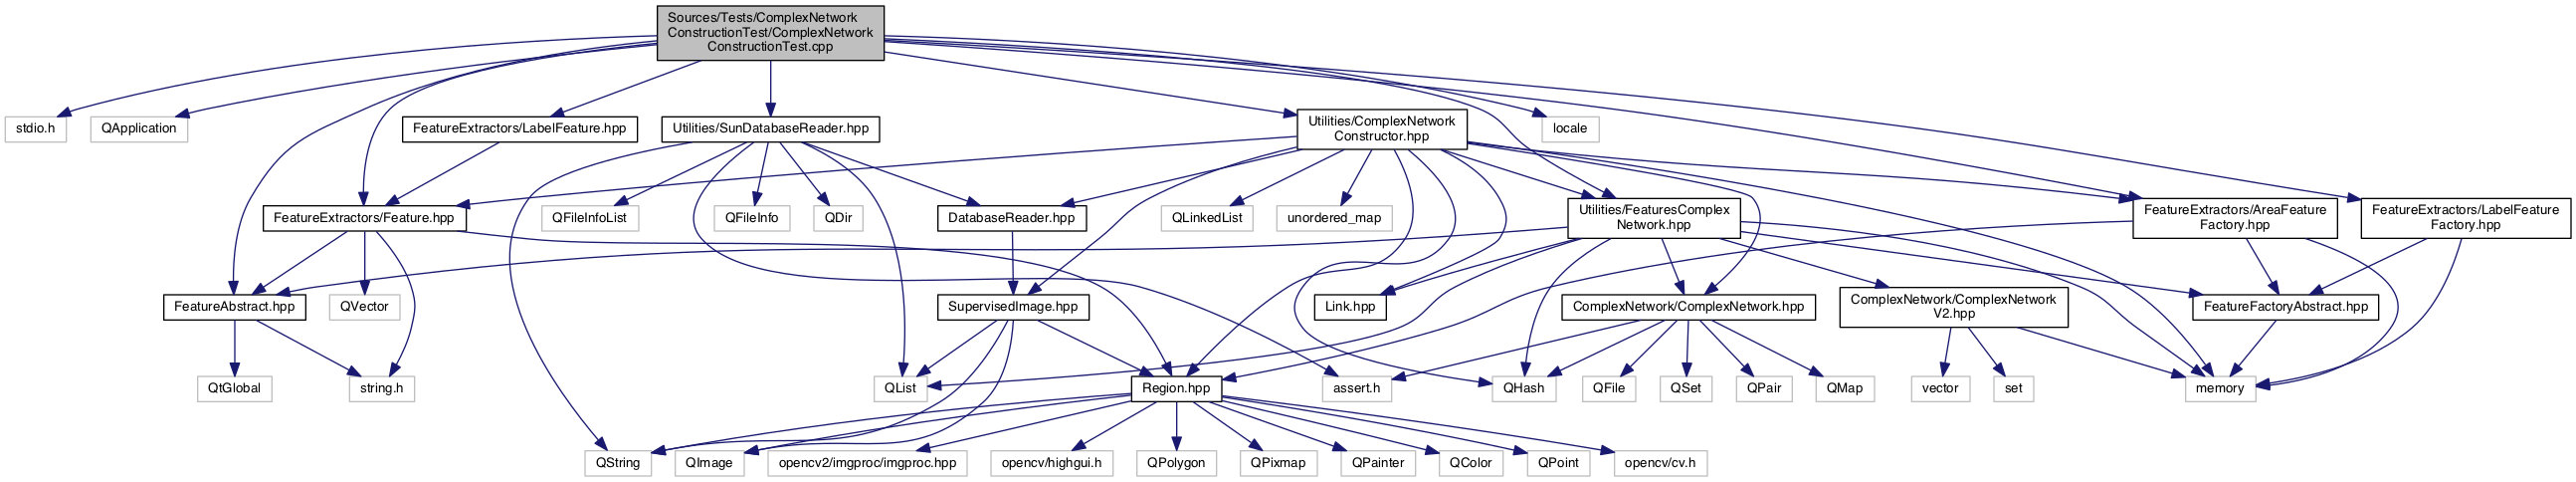 Sources/Tests/ComplexNetwork
ConstructionTest/ComplexNetwork
ConstructionTest.cpp
stdio.h
QApplication
FeatureExtractors/LabelFeature.hpp
Utilities/SunDatabaseReader.hpp
Utilities/ComplexNetwork
Constructor.hpp
locale
FeatureExtractors/Feature.hpp
QFileInfoList
QFileInfo
QDir
DatabaseReader.hpp
QLinkedList
unordered_map
Utilities/FeaturesComplex
Network.hpp
FeatureExtractors/AreaFeature
Factory.hpp
FeatureExtractors/LabelFeature
Factory.hpp
FeatureAbstract.hpp
QVector
SupervisedImage.hpp
Link.hpp
ComplexNetwork/ComplexNetwork.hpp
ComplexNetwork/ComplexNetwork
V2.hpp
FeatureFactoryAbstract.hpp
QtGlobal
string.h
QList
Region.hpp
assert.h
QHash
QFile
QSet
QPair
QMap
vector
set
memory
QString
QImage
opencv2/imgproc/imgproc.hpp
opencv/highgui.h
QPolygon
QPixmap
QPainter
QColor
QPoint
opencv/cv.h